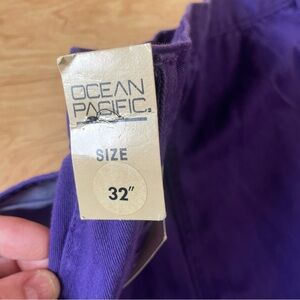 OCEAN
PACIFIC.
SIZE
32"